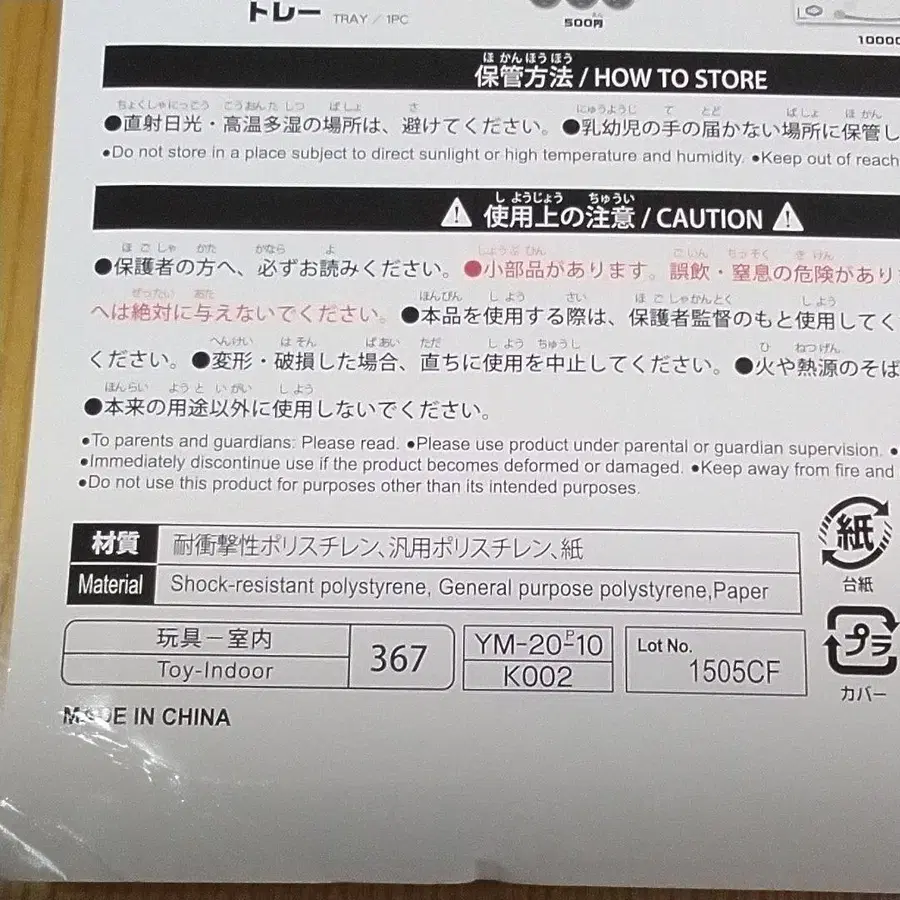 トレー TRAY / 1PC
500円
10000
保管方法 / HOW TO STORE
●直射日光・高温多湿の場所は、避けてください。●乳幼児の手の届かない場所に保管し
•Do not store in a place subject to direct sunlight or high temperature and humidity. •Keep out of reach
使用上の注意 / CAUTION
●保護者の方へ、必ずお読みください。●小部品があります。誤飲・窒息の危険があり
へは絶対に与えないでください。●本品を使用する際は、保護者監督のもと使用してく
ください。●変形・破損した場合、直ちに使用を中止してください。●火や熱源のそば
●本来の用途以外に使用しないでください。
•To parents and guardians: Please read. •Please use product under parental or guardian supervision. •
•Immediately discontinue use if the product becomes deformed or damaged. •Keep away from fire and
•Do not use this product for purposes other than its intended purposes.
材質 耐衝撃性ポリスチレン、汎用ポリスチレン、紙
Material Shock-resistant polystyrene, General purpose polystyrene,Paper
紙
台紙
玩具－室内
Toy-Indoor
367
YM-20-P-10
K002
Lot No.
1505CF
プラ
カバー
MADE IN CHINA